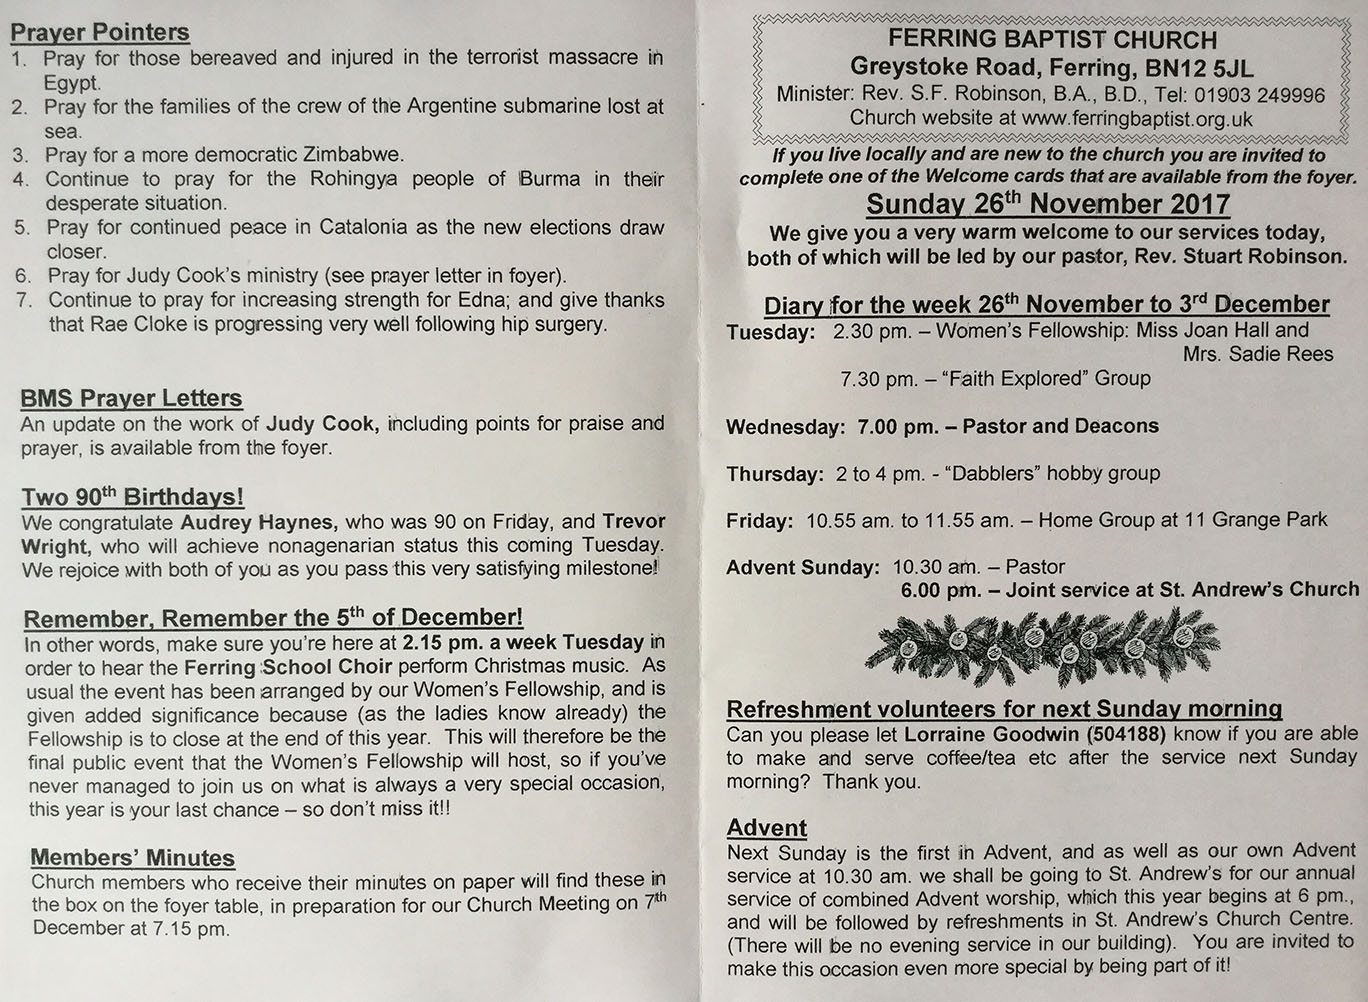 Prayer Pointers
1. Pray for those bereaved and injured in the terrorist massacre in
Egypt.
2. Pray for the families of the crew of the Argentine submarine lost at
sea.
3. Pray for a more democratic Zimbabwe.
4. Continue to pray for the Rohingya people of Burma in their
desperate situation.
5. Pray for continued peace in Catalonia as the new elections draw
closer.
6. Pray for Judy Cook's ministry (see prayer letter in foyer).
7. Continue to pray for increasing strength for Edna; and give thanks
that Rae Cloke is progressing very well following hip surgery.
BMS Prayer Letters
An update on the work of Judy Cook, including points for praise and
prayer, is available from the foyer.
Two 90th Birthdays!
We congratulate Audrey Haynes, who was 90 on Friday, and Trevor
Wright, who will achieve nonagenarian status this coming Tuesday.
We rejoice with both of you as you pass this very satisfying milestone!
Remember, Remember the 5th of December!
In other words, make sure you're here at 2.15 pm. a week Tuesday in
order to hear the Ferring School Choir perform Christmas music. As
usual the event has been arranged by our Women's Fellowship, and is
given added significance because (as the ladies know already) the
Fellowship is to close at the end of this year. This will therefore be the
final public event that the Women's Fellowship will host, so if you've
never managed to join us on what is always a very special occasion,
this year is your last chance – so don't miss it!!
Members' Minutes
Church members who receive their minutes on paper will find these in
the box on the foyer table, in preparation for our Church Meeting on 7th
December at 7.15 pm.
FERRING BAPTIST CHURCH
Greystoke Road, Ferring, BN12 5JL
Minister: Rev. S.F. Robinson, B.A., B.D., Tel: 01903 249996
Church website at www.ferringbaptist.org.uk
If you live locally and are new to the church you are invited to
complete one of the Welcome cards that are available from the foyer.
Sunday 26th November 2017
We give you a very warm welcome to our services today,
both of which will be led by our pastor, Rev. Stuart Robinson.
Diary for the week 26th November to 3rd December
Tuesday: 2.30 pm. – Women's Fellowship: Miss Joan Hall and
Mrs. Sadie Rees
7.30 pm. – "Faith Explored" Group
Wednesday: 7.00 pm. – Pastor and Deacons
Thursday: 2 to 4 pm. - "Dabblers" hobby group
Friday: 10.55 am. to 11.55 am. – Home Group at 11 Grange Park
Advent Sunday: 10.30 am. – Pastor
6.00 pm. – Joint service at St. Andrew's Church
Refreshment volunteers for next Sunday morning
Can you please let Lorraine Goodwin (504188) know if you are able
to make and serve coffee/tea etc after the service next Sunday
morning? Thank you.
Advent
Next Sunday is the first in Advent, and as well as our own Advent
service at 10.30 am. we shall be going to St. Andrew's for our annual
service of combined Advent worship, which this year begins at 6 pm.,
and will be followed by refreshments in St. Andrew's Church Centre.
(There will be no evening service in our building). You are invited to
make this occasion even more special by being part of it!